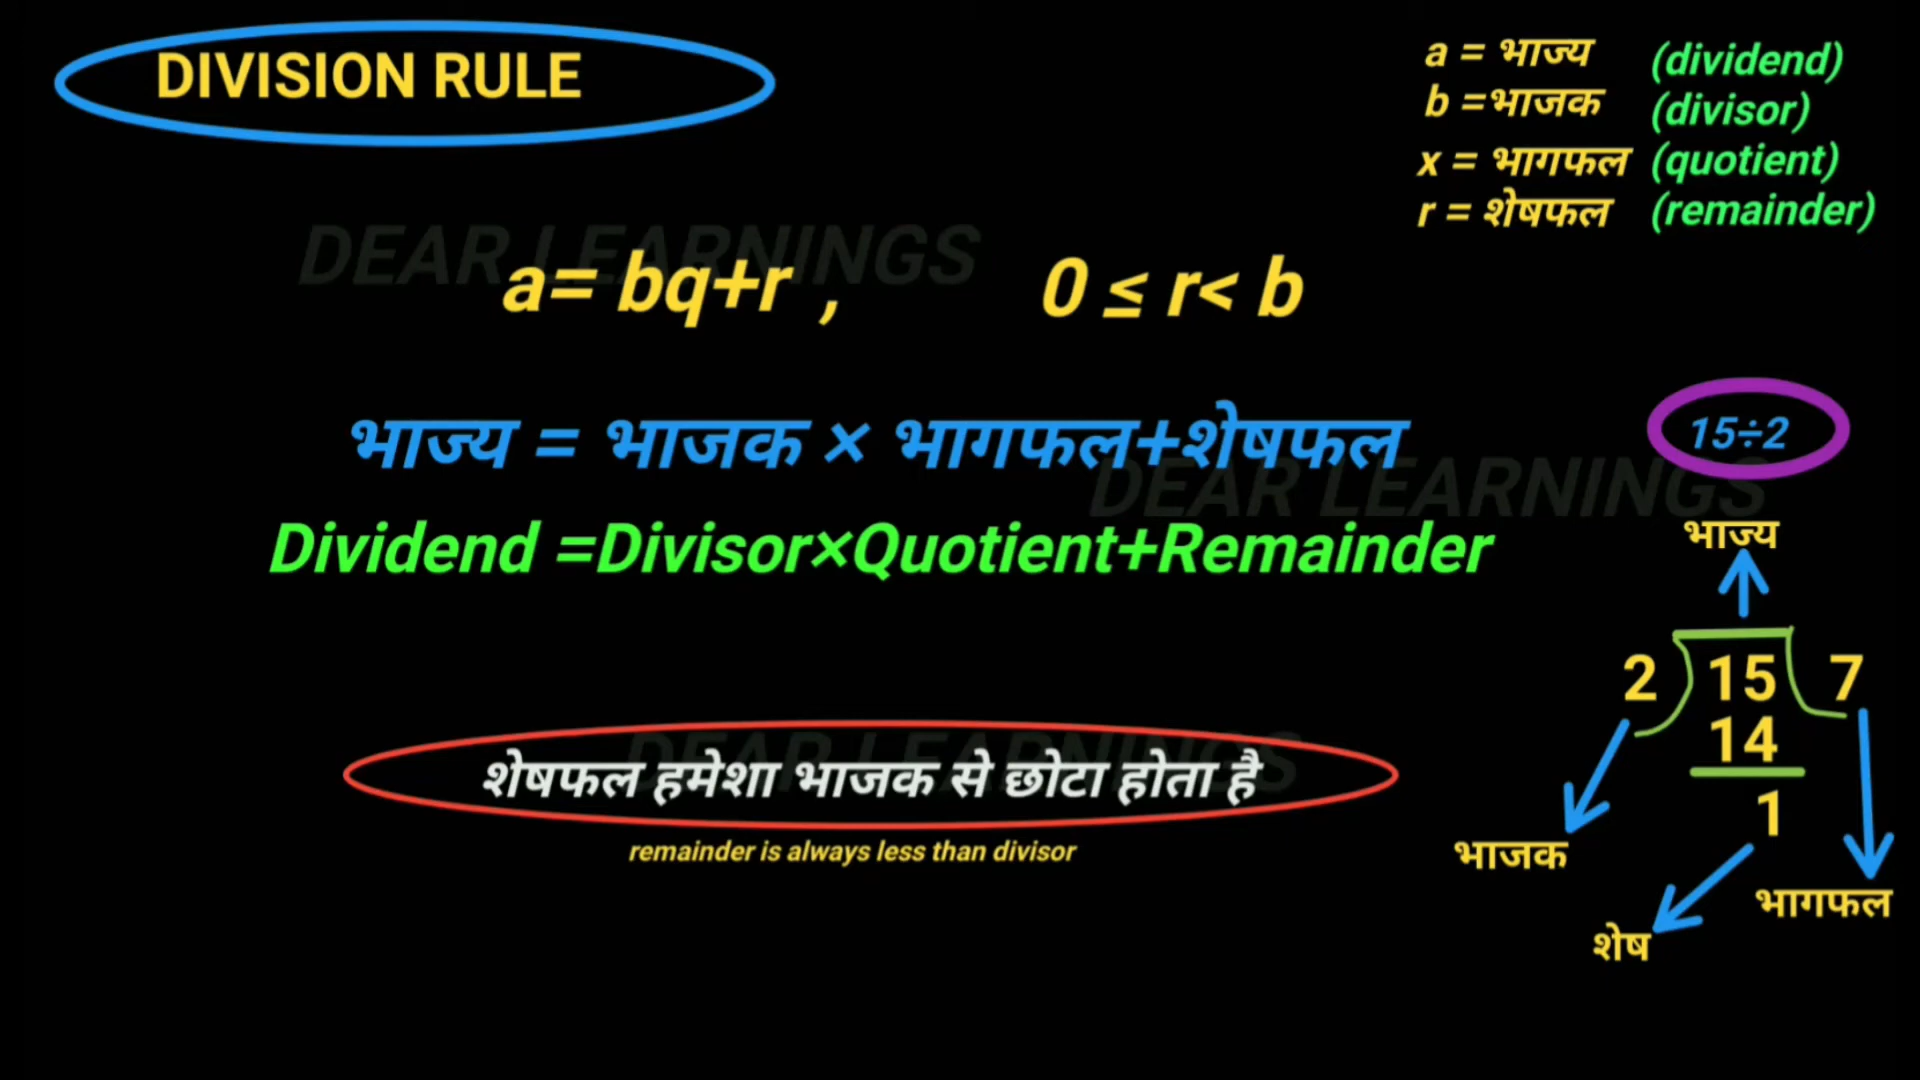 DIVISION RULE
a = भाज्य (dividend)
b =भाजक (divisor)
x = भागफल (quotient)
r = शेषफल (remainder)
DEAR LEARNINGS
a= bq+r , 0 ≤ r< b
भाज्य = भाजक × भागफल+शेषफल
15÷2
DEAR LEARNINGS
Dividend =Divisor×Quotient+Remainder
भाज्य
2 15 7
14
1
DEAR LEARNINGS
शेषफल हमेशा भाजक से छोटा होता है
remainder is always less than divisor
भाजक
भागफल
शेष